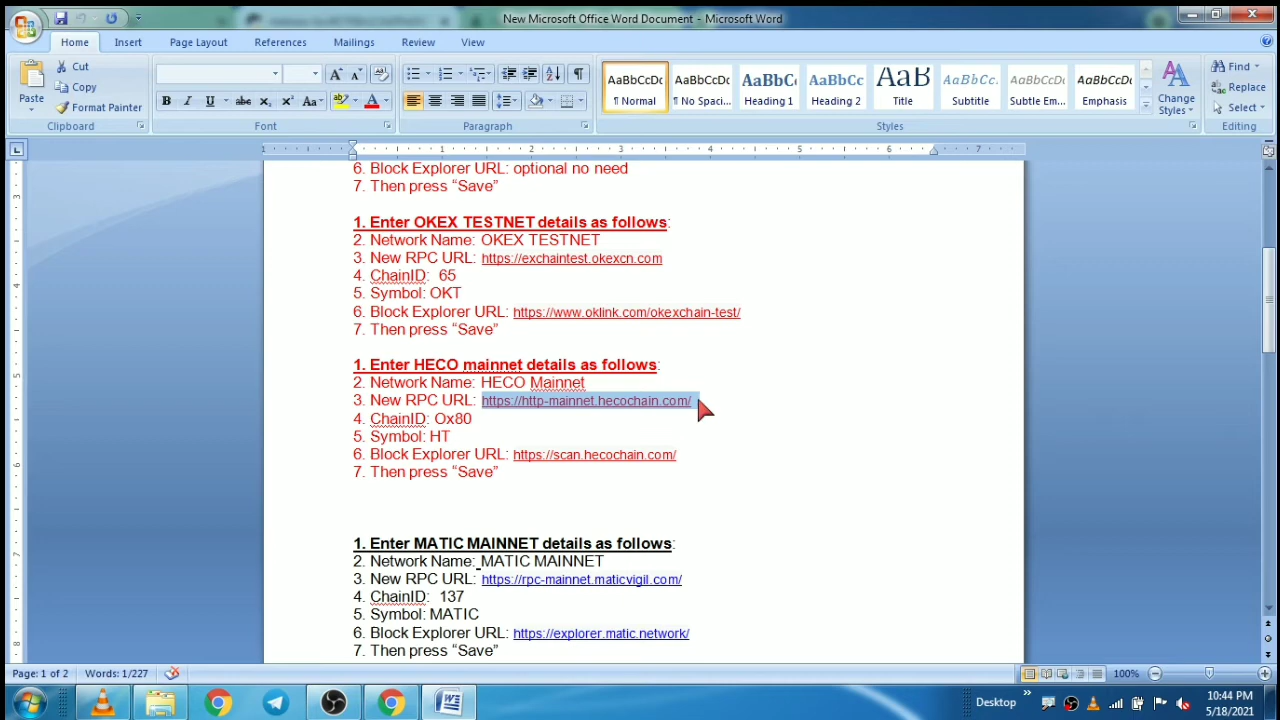 New Microsoft Office Word Document - Microsoft Word
Home Insert Page Layout References Mailings Review View
Paste
Cut
Copy
Format Painter
Clipboard
Font
Paragraph
AaBbCcDc
¶ Normal
AaBbCcDc
¶ No Spaci...
AaBbCc
Heading 1
AaBbCc
Heading 2
AaB
Title
AaBbCc.
Subtitle
AaBbCcDc
Subtle Em...
AaBbCcDc
Emphasis
Change
Styles
Styles
Find
Replace
Select
Editing
6. Block Explorer URL: optional no need
7. Then press “Save”
1. Enter OKEX TESTNET details as follows:
2. Network Name: OKEX TESTNET
3. New RPC URL: https://exchaintest.okexcn.com
4. ChainID: 65
5. Symbol: OKT
6. Block Explorer URL: https://www.oklink.com/okexchain-test/
7. Then press “Save”
1. Enter HECO mainnet details as follows:
2. Network Name: HECO Mainnet
3. New RPC URL: https://http-mainnet.hecochain.com/
4. ChainID: Ox80
5. Symbol: HT
6. Block Explorer URL: https://scan.hecochain.com/
7. Then press “Save”
1. Enter MATIC MAINNET details as follows:
2. Network Name: MATIC MAINNET
3. New RPC URL: https://rpc-mainnet.maticvigil.com/
4. ChainID: 137
5. Symbol: MATIC
6. Block Explorer URL: https://explorer.matic.network/
7. Then press “Save”
Page: 1 of 2 Words: 1/227
100%
Desktop
10:44 PM
5/18/2021